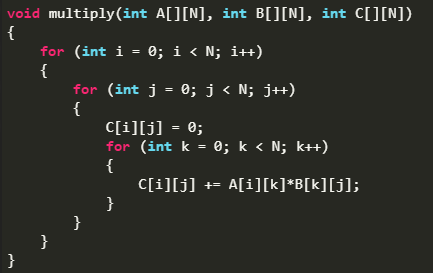 void multiply(int A[][N], int B[][N], int C[][N])
{
    for (int i = 0; i < N; i++)
    {
        for (int j = 0; j < N; j++)
        {
            C[i][j] = 0;
            for (int k = 0; k < N; k++)
            {
                C[i][j] += A[i][k]*B[k][j];
            }
        }
    }
}